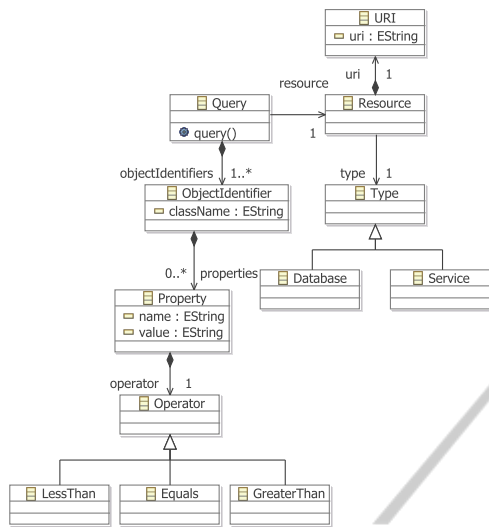 URI
uri : EString
resource
uri 1
Query
Resource
query()
1
objectIdentifiers 1..*
type 1
ObjectIdentifier
className : EString
Type
0..* properties
Database
Service
Property
name : EString
value : EString
operator 1
Operator
LessThan
Equals
GreaterThan